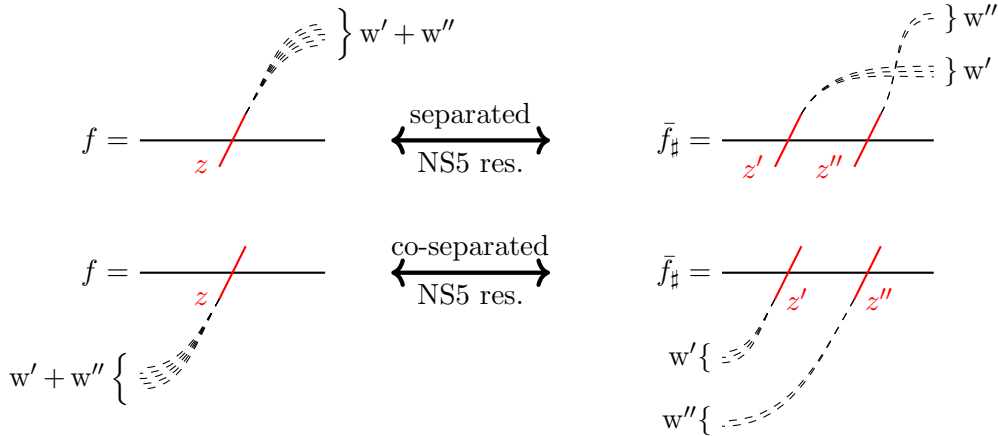 } w″
} w′ + w″
} w′
f = z separated NS5 res. f̄♯ = z′ z″
f = z co-separated NS5 res. f̄♯ = z′ z″
w′ {
w′ + w″ {
w″ {